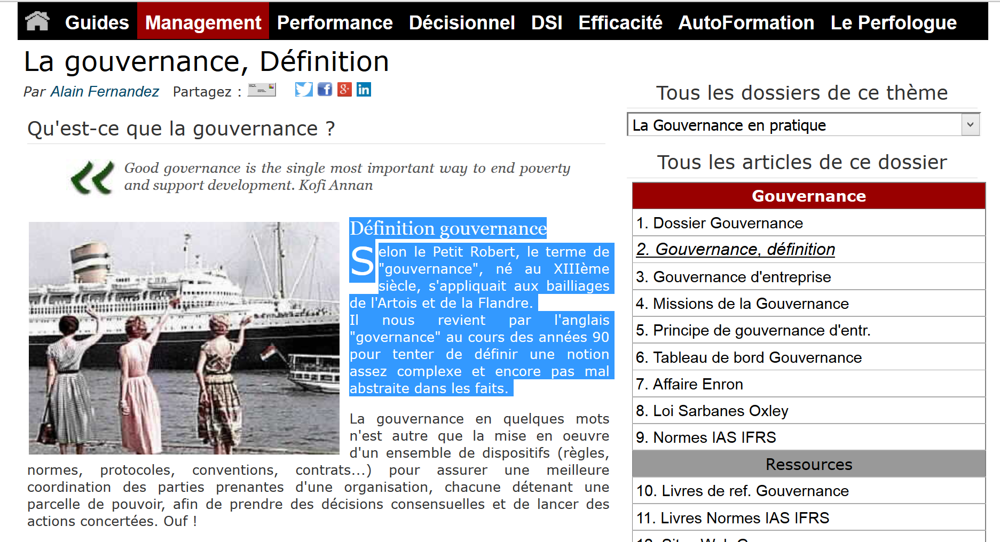 Guides Management Performance Décisionnel DSI Efficacité AutoFormation Le Perfologue
La gouvernance, Définition
Par Alain Fernandez Partagez :
Qu'est-ce que la gouvernance ?
Good governance is the single most important way to end poverty
and support development. Kofi Annan
Définition gouvernance
Selon le Petit Robert, le terme de
"gouvernance", né au XIIIème
siècle, s'appliquait aux bailliages
de l'Artois et de la Flandre.
Il nous revient par l'anglais
"governance" au cours des années 90
pour tenter de définir une notion
assez complexe et encore pas mal
abstraite dans les faits.
La gouvernance en quelques mots
n'est autre que la mise en oeuvre
d'un ensemble de dispositifs (règles,
normes, protocoles, conventions, contrats...) pour assurer une meilleure
coordination des parties prenantes d'une organisation, chacune détenant une
parcelle de pouvoir, afin de prendre des décisions consensuelles et de lancer des
actions concertées. Ouf !
Tous les dossiers de ce thème
La Gouvernance en pratique
Tous les articles de ce dossier
Gouvernance
1. Dossier Gouvernance
2. Gouvernance, définition
3. Gouvernance d'entreprise
4. Missions de la Gouvernance
5. Principe de gouvernance d'entr.
6. Tableau de bord Gouvernance
7. Affaire Enron
8. Loi Sarbanes Oxley
9. Normes IAS IFRS
Ressources
10. Livres de ref. Gouvernance
11. Livres Normes IAS IFRS